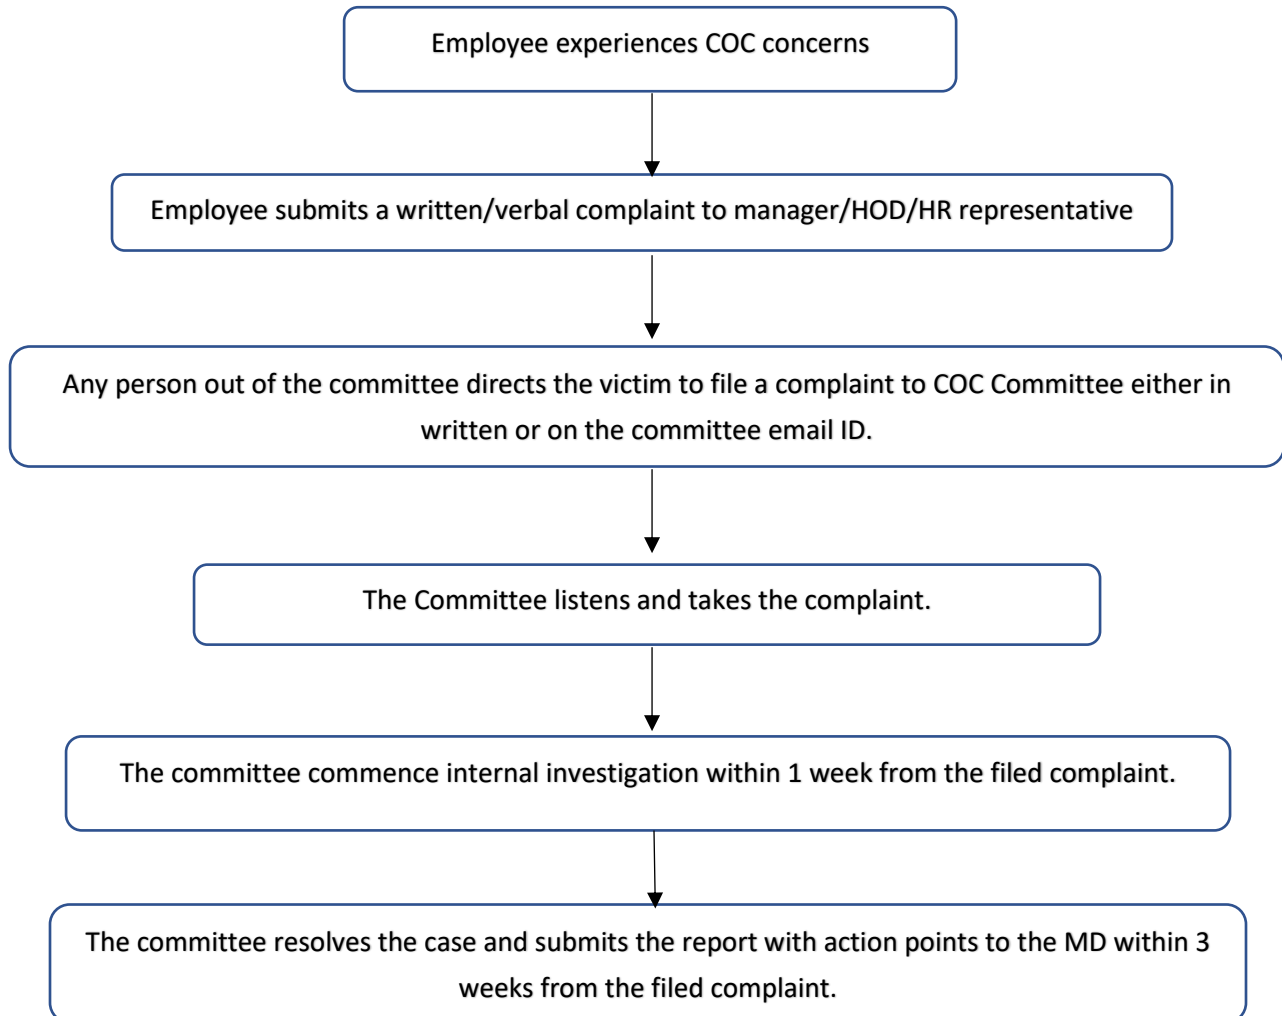 Employee experiences COC concerns
Employee submits a written/verbal complaint to manager/HOD/HR representative
Any person out of the committee directs the victim to file a complaint to COC Committee either in
written or on the committee email ID.
The Committee listens and takes the complaint.
The committee commence internal investigation within 1 week from the filed complaint.
The committee resolves the case and submits the report with action points to the MD within 3
weeks from the filed complaint.